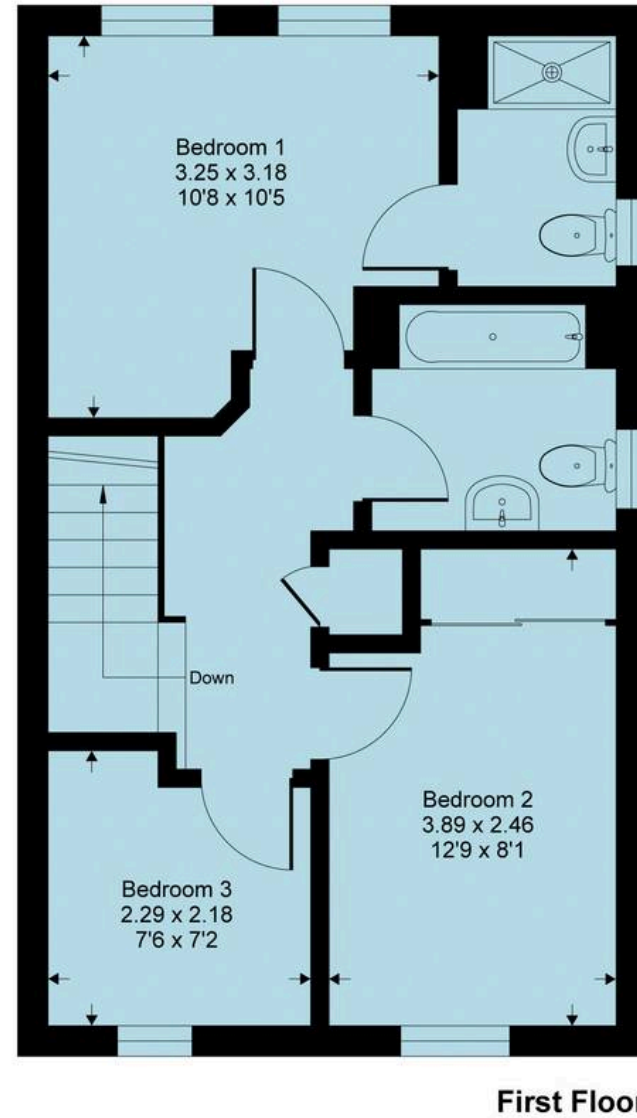 Bedroom 1
3.25 x 3.18
10'8 x 10'5
Down
Bedroom 2
3.89 x 2.46
12'9 x 8'1
Bedroom 3
2.29 x 2.18
7'6 x 7'2
First Floor